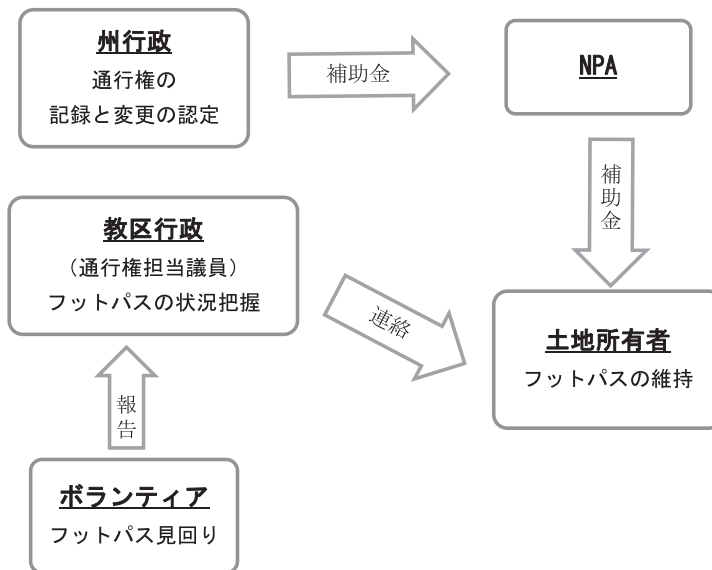 州行政
通行権の
記録と変更の認定
補助金
NPA
補助金
教区行政
（通行権担当議員）
フットパスの状況把握
連絡
土地所有者
フットパスの維持
報告
ボランティア
フットパス見回り